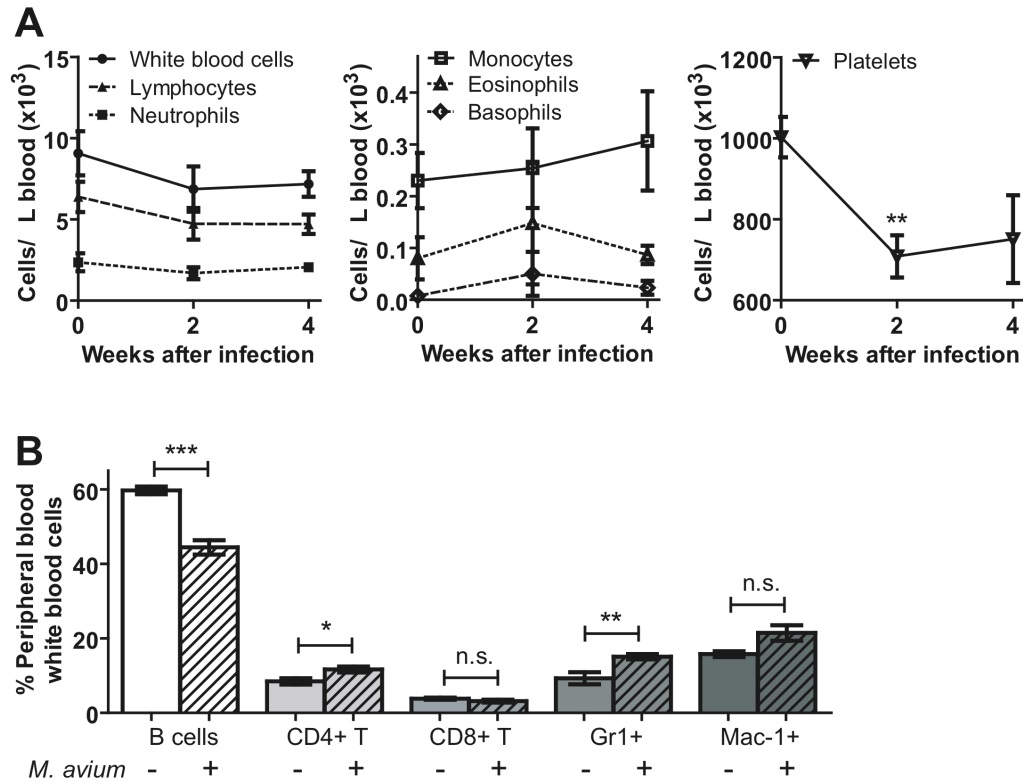 A
White blood cells
Lymphocytes
Neutrophils
Cells/ L blood (x10³)
15
10
5
0
0 2 4
Weeks after infection
Monocytes
Eosinophils
Basophils
Cells/ L blood (x10³)
0.4
0.3
0.2
0.1
0.0
0 2 4
Weeks after infection
Platelets
Cells/ L blood (x10³)
1200
1000
800
600
**
0 2 4
Weeks after infection
B
% Peripheral blood
white blood cells
60
40
20
0
***
*
n.s.
**
n.s.
B cells CD4+ T CD8+ T Gr1+ Mac-1+
M. avium - + - + - + - + - +